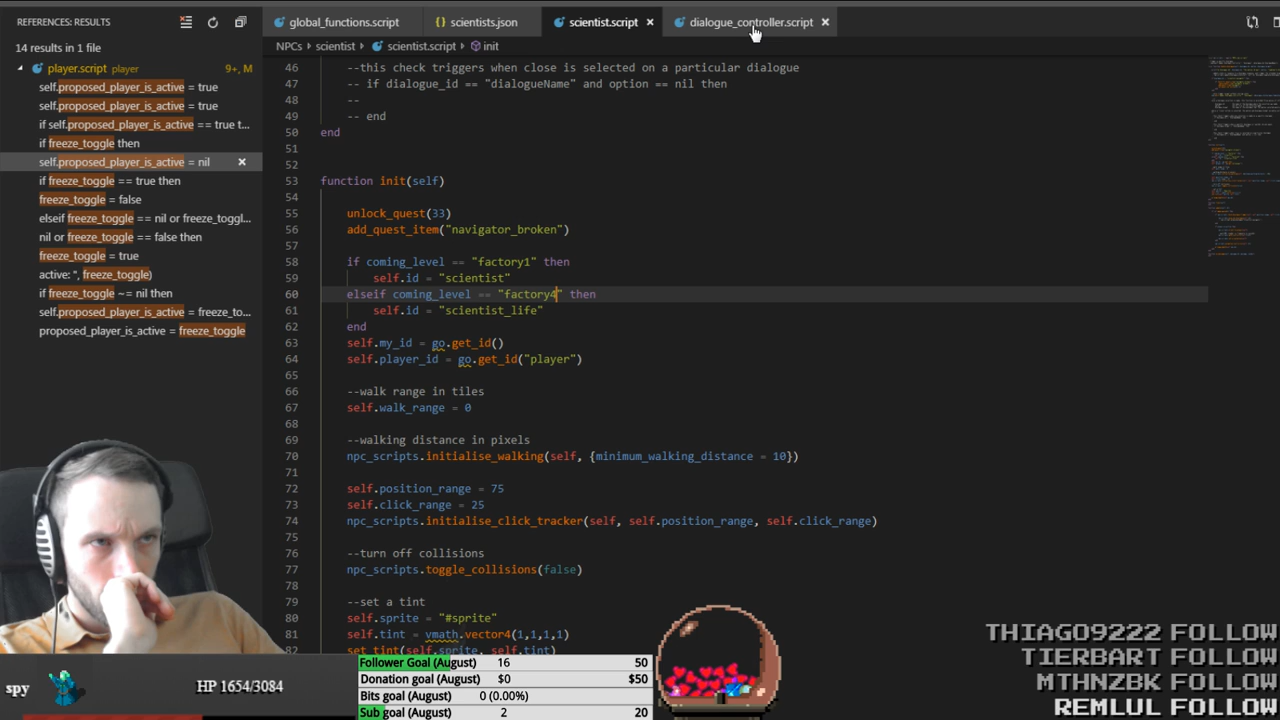 REFERENCES: RESULTS
14 results in 1 file
player.script player 9+, M
self.proposed_player_is_active = true
self.proposed_player_is_active = true
if self.proposed_player_is_active == true t...
if freeze_toggle then
self.proposed_player_is_active = nil
if freeze_toggle == true then
freeze_toggle = false
elseif freeze_toggle == nil or freeze_toggl...
nil or freeze_toggle == false then
freeze_toggle = true
active: ", freeze_toggle)
if freeze_toggle ~= nil then
self.proposed_player_is_active = freeze_to...
proposed_player_is_active = freeze_toggle
global_functions.script
scientists.json
scientist.script
dialogue_controller.script
NPCs > scientist > scientist.script > init
46 --this check triggers when close is selected on a particular dialogue
47 -- if dialogue_id == "dialogueName" and option == nil then
48 --
49 -- end
50 end
51
52
53 function init(self)
54
55 unlock_quest(33)
56 add_quest_item("navigator_broken")
57
58 if coming_level == "factory1" then
59 self.id = "scientist"
60 elseif coming_level == "factory4" then
61 self.id = "scientist_life"
62 end
63 self.my_id = go.get_id()
64 self.player_id = go.get_id("player")
65
66 --walk range in tiles
67 self.walk_range = 0
68
69 --walking distance in pixels
70 npc_scripts.initialise_walking(self, {minimum_walking_distance = 10})
71
72 self.position_range = 75
73 self.click_range = 25
74 npc_scripts.initialise_click_tracker(self, self.position_range, self.click_range)
75
76 --turn off collisions
77 npc_scripts.toggle_collisions(false)
78
79 --set a tint
80 self.sprite = "#sprite"
81 self.tint = vmath.vector4(1,1,1,1)
82 set_tint(self.sprite, self.tint)
spy
HP 1654/3084
Follower Goal (August) 16 50
Donation goal (August) $0 $50
Bits goal (August) 0 (0.00%)
Sub goal (August) 2 20
THIAGO9222 FOLLOW
TIERBART FOLLOW
MTHNZBK FOLLOW
REMLUL FOLLOW